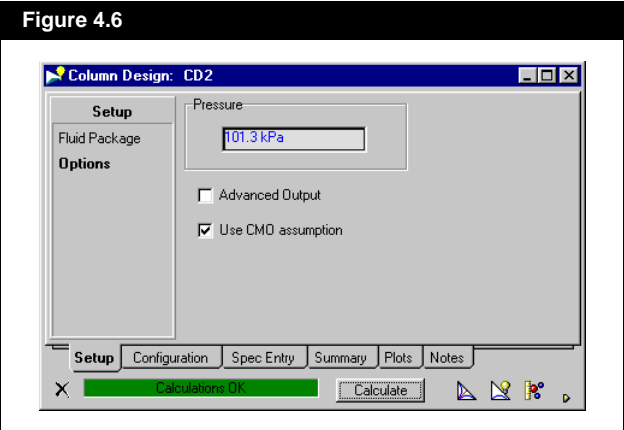 Figure 4.6
Column Design: CD2
Setup
Fluid Package
Options
Pressure
101.3 kPa
Advanced Output
Use CMO assumption
Setup Configuration Spec Entry Summary Plots Notes
Calculations OK Calculate